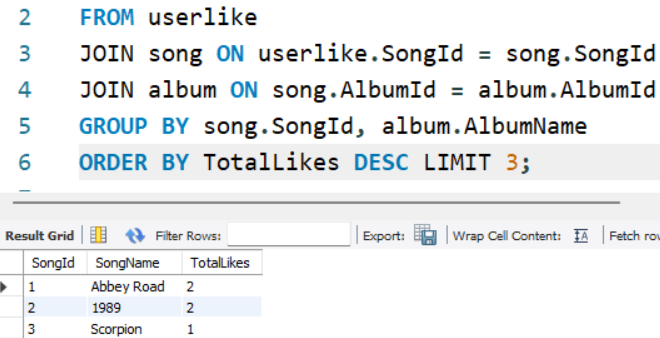 2 FROM userlike
3 JOIN song ON userlike.SongId = song.SongId
4 JOIN album ON song.AlbumId = album.AlbumId
5 GROUP BY song.SongId, album.AlbumName
6 ORDER BY TotalLikes DESC LIMIT 3;
Result Grid Filter Rows: Export: Wrap Cell Content: IA Fetch
SongId SongName TotalLikes
1 Abbey Road 2
2 1989 2
3 Scorpion 1